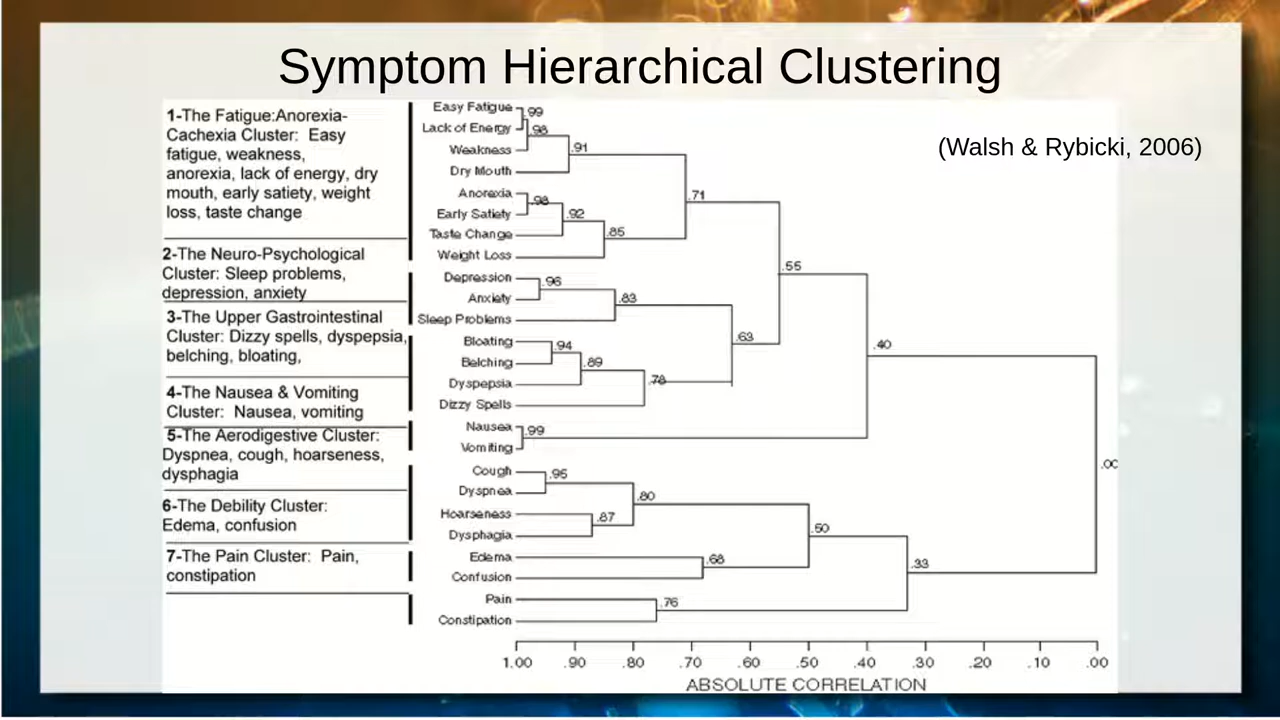 Symptom Hierarchical Clustering
(Walsh & Rybicki, 2006)
1-The Fatigue:Anorexia-
Cachexia Cluster: Easy
fatigue, weakness,
anorexia, lack of energy, dry
mouth, early satiety, weight
loss, taste change
2-The Neuro-Psychological
Cluster: Sleep problems,
depression, anxiety
3-The Upper Gastrointestinal
Cluster: Dizzy spells, dyspepsia,
belching, bloating,
4-The Nausea & Vomiting
Cluster: Nausea, vomiting
5-The Aerodigestive Cluster:
Dyspnea, cough, hoarseness,
dysphagia
6-The Debility Cluster:
Edema, confusion
7-The Pain Cluster: Pain,
constipation
Easy Fatigue
.99
Lack of Energy
.98
Weakness
.91
Dry Mouth
Anorexia
.98
.71
Early Satiety
.92
Taste Change
.85
Weight Loss
.55
Depression
.96
Anxiety
.83
Sleep Problems
Bloating
.94
.63
.40
Belching
.89
Dyspepsia
.78
Dizzy Spells
Nausea
.99
Vomiting
.00
Cough
.95
Dyspnea
.80
Hoarseness
.87
.50
Dysphagia
Edema
.68
.33
Confusion
Pain
.76
Constipation
1.00 .90 .80 .70 .60 .50 .40 .30 .20 .10 .00
ABSOLUTE CORRELATION